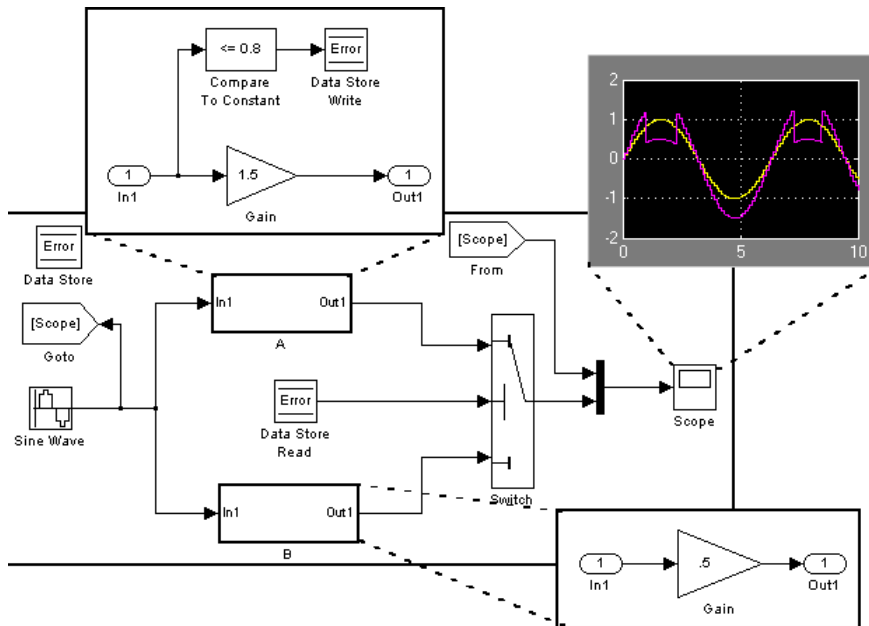 <= 0.8
Error
Compare
To Constant
Data Store
Write
1
In1
1.5
Gain
1
Out1
2
1
0
-1
-2
0
5
10
Error
Data Store
[Scope]
From
[Scope]
Goto
In1
Out1
A
Sine Wave
Error
Data Store
Read
Switch
Scope
In1
Out1
B
1
In1
.5
Gain
1
Out1